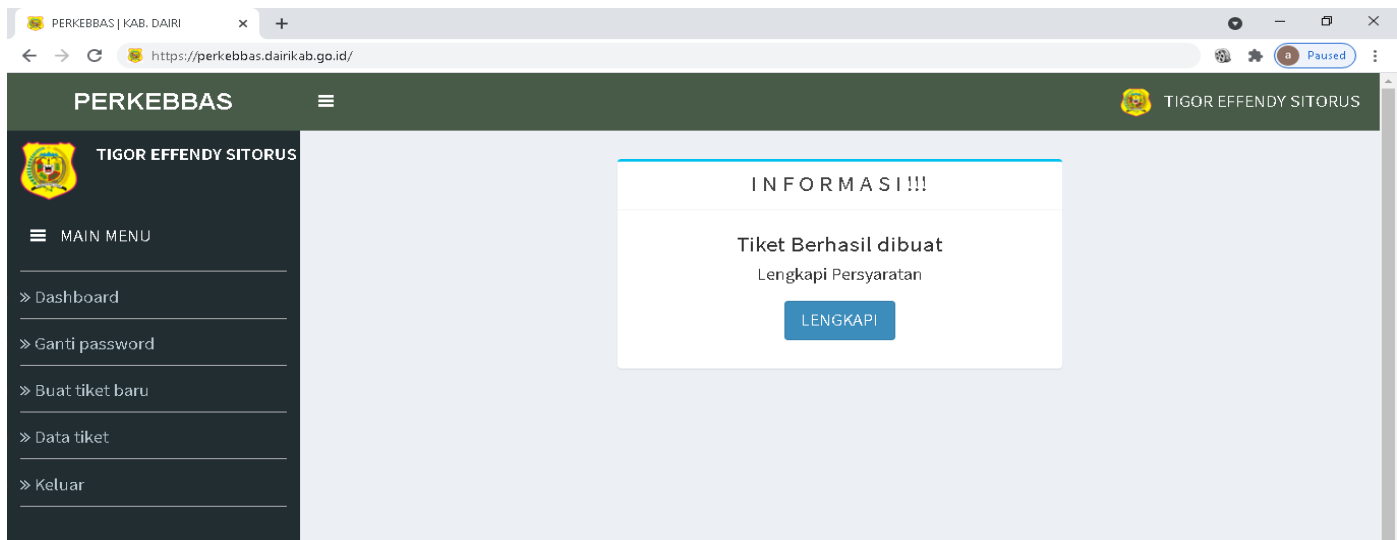 PERKEBBAS | KAB. DAIRI
https://perkebbas.dairikab.go.id/
a Paused
PERKEBBAS
TIGOR EFFENDY SITORUS
TIGOR EFFENDY SITORUS
MAIN MENU
» Dashboard
» Ganti password
» Buat tiket baru
» Data tiket
» Keluar
I N F O R M A S I !!!
Tiket Berhasil dibuat
Lengkapi Persyaratan
LENGKAPI